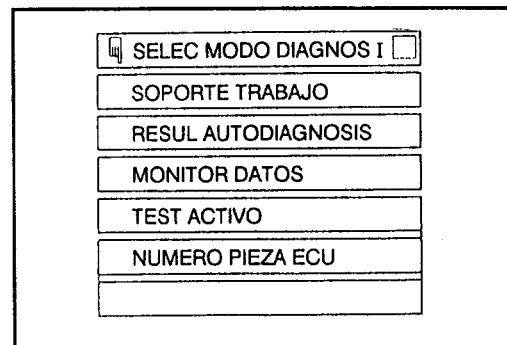 SELEC MODO DIAGNOS I
SOPORTE TRABAJO
RESUL AUTODIAGNOSIS
MONITOR DATOS
TEST ACTIVO
NUMERO PIEZA ECU